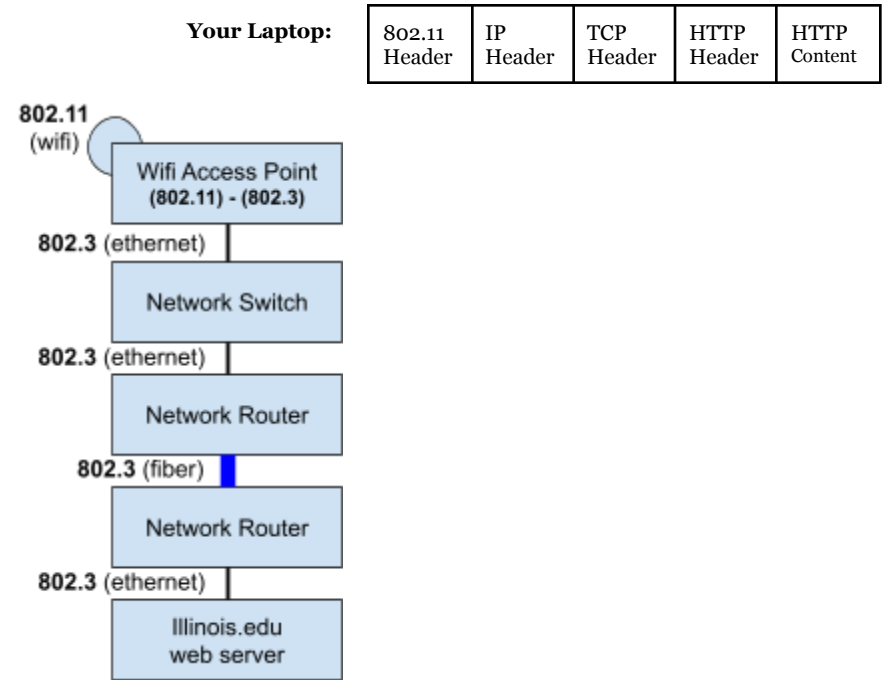 Your Laptop:
802.11 Header
IP Header
TCP Header
HTTP Header
HTTP Content
802.11
(wifi)
Wifi Access Point
(802.11) - (802.3)
802.3 (ethernet)
Network Switch
802.3 (ethernet)
Network Router
802.3 (fiber)
Network Router
802.3 (ethernet)
Illinois.edu
web server